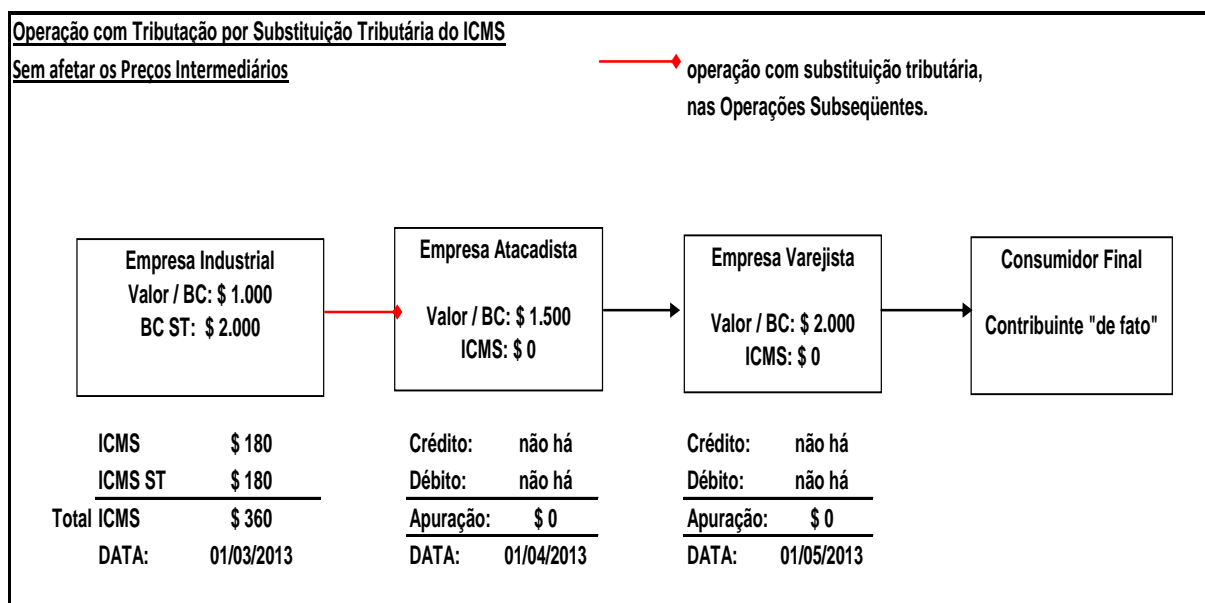 Operação com Tributação por Substituição Tributária do ICMS
Sem afetar os Preços Intermediários
operação com substituição tributária,
nas Operações Subseqüentes.
Empresa Industrial
Valor / BC: $ 1.000
BC ST: $ 2.000
Empresa Atacadista
Valor / BC: $ 1.500
ICMS: $ 0
Empresa Varejista
Valor / BC: $ 2.000
ICMS: $ 0
Consumidor Final
Contribuinte "de fato"
ICMS $ 180
ICMS ST $ 180
Total ICMS $ 360
DATA: 01/03/2013
Crédito: não há
Débito: não há
Apuração: $ 0
DATA: 01/04/2013
Crédito: não há
Débito: não há
Apuração: $ 0
DATA: 01/05/2013